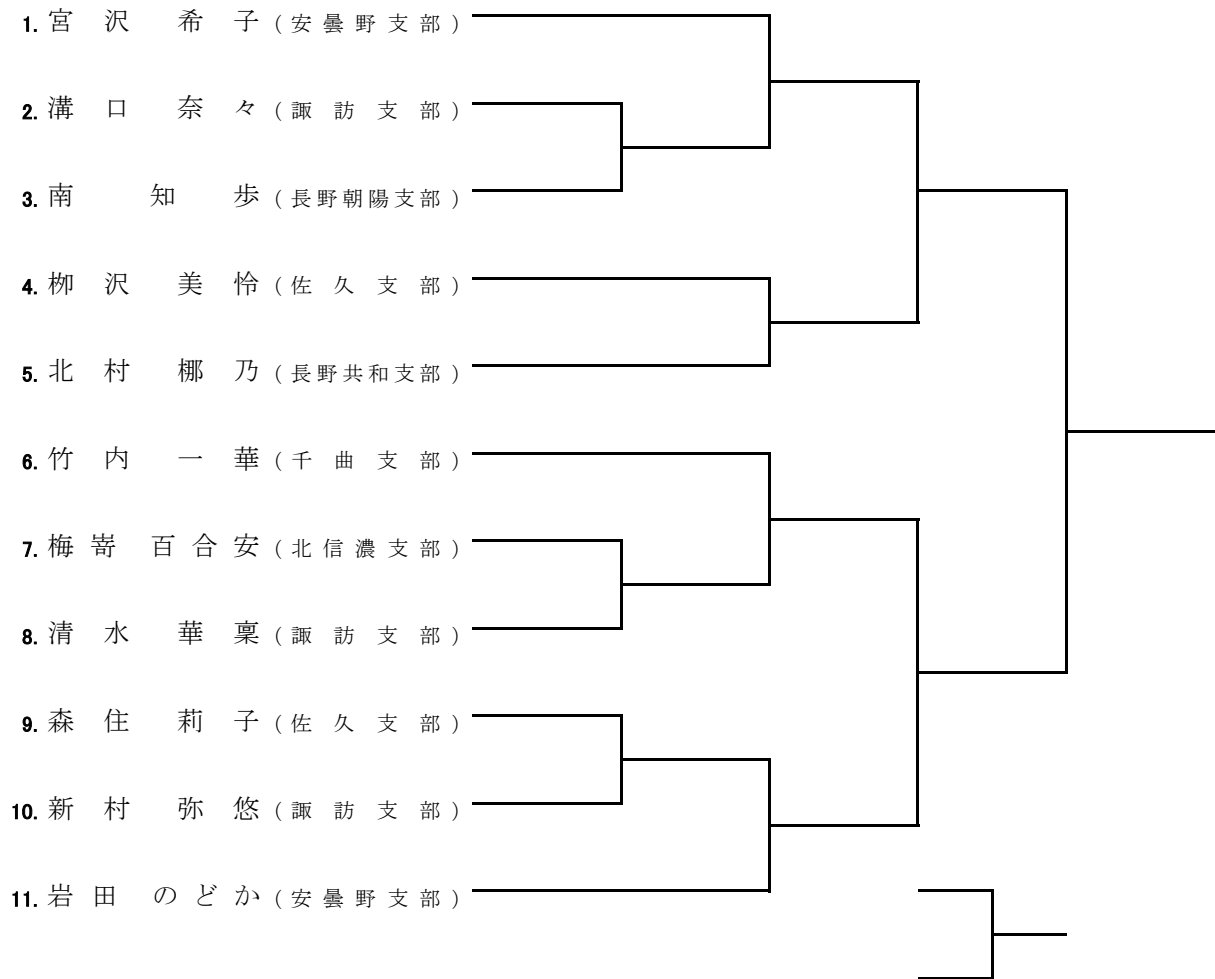 1. 宮沢 希子 (安曇野支部)
2. 溝口 奈々 (諏訪支部)
3. 南 知歩 (長野朝陽支部)
4. 栁沢 美怜 (佐久支部)
5. 北村 梛乃 (長野共和支部)
6. 竹内 一華 (千曲支部)
7. 梅嵜 百合安 (北信濃支部)
8. 清水 華稟 (諏訪支部)
9. 森住 莉子 (佐久支部)
10. 新村 弥悠 (諏訪支部)
11. 岩田 のどか (安曇野支部)